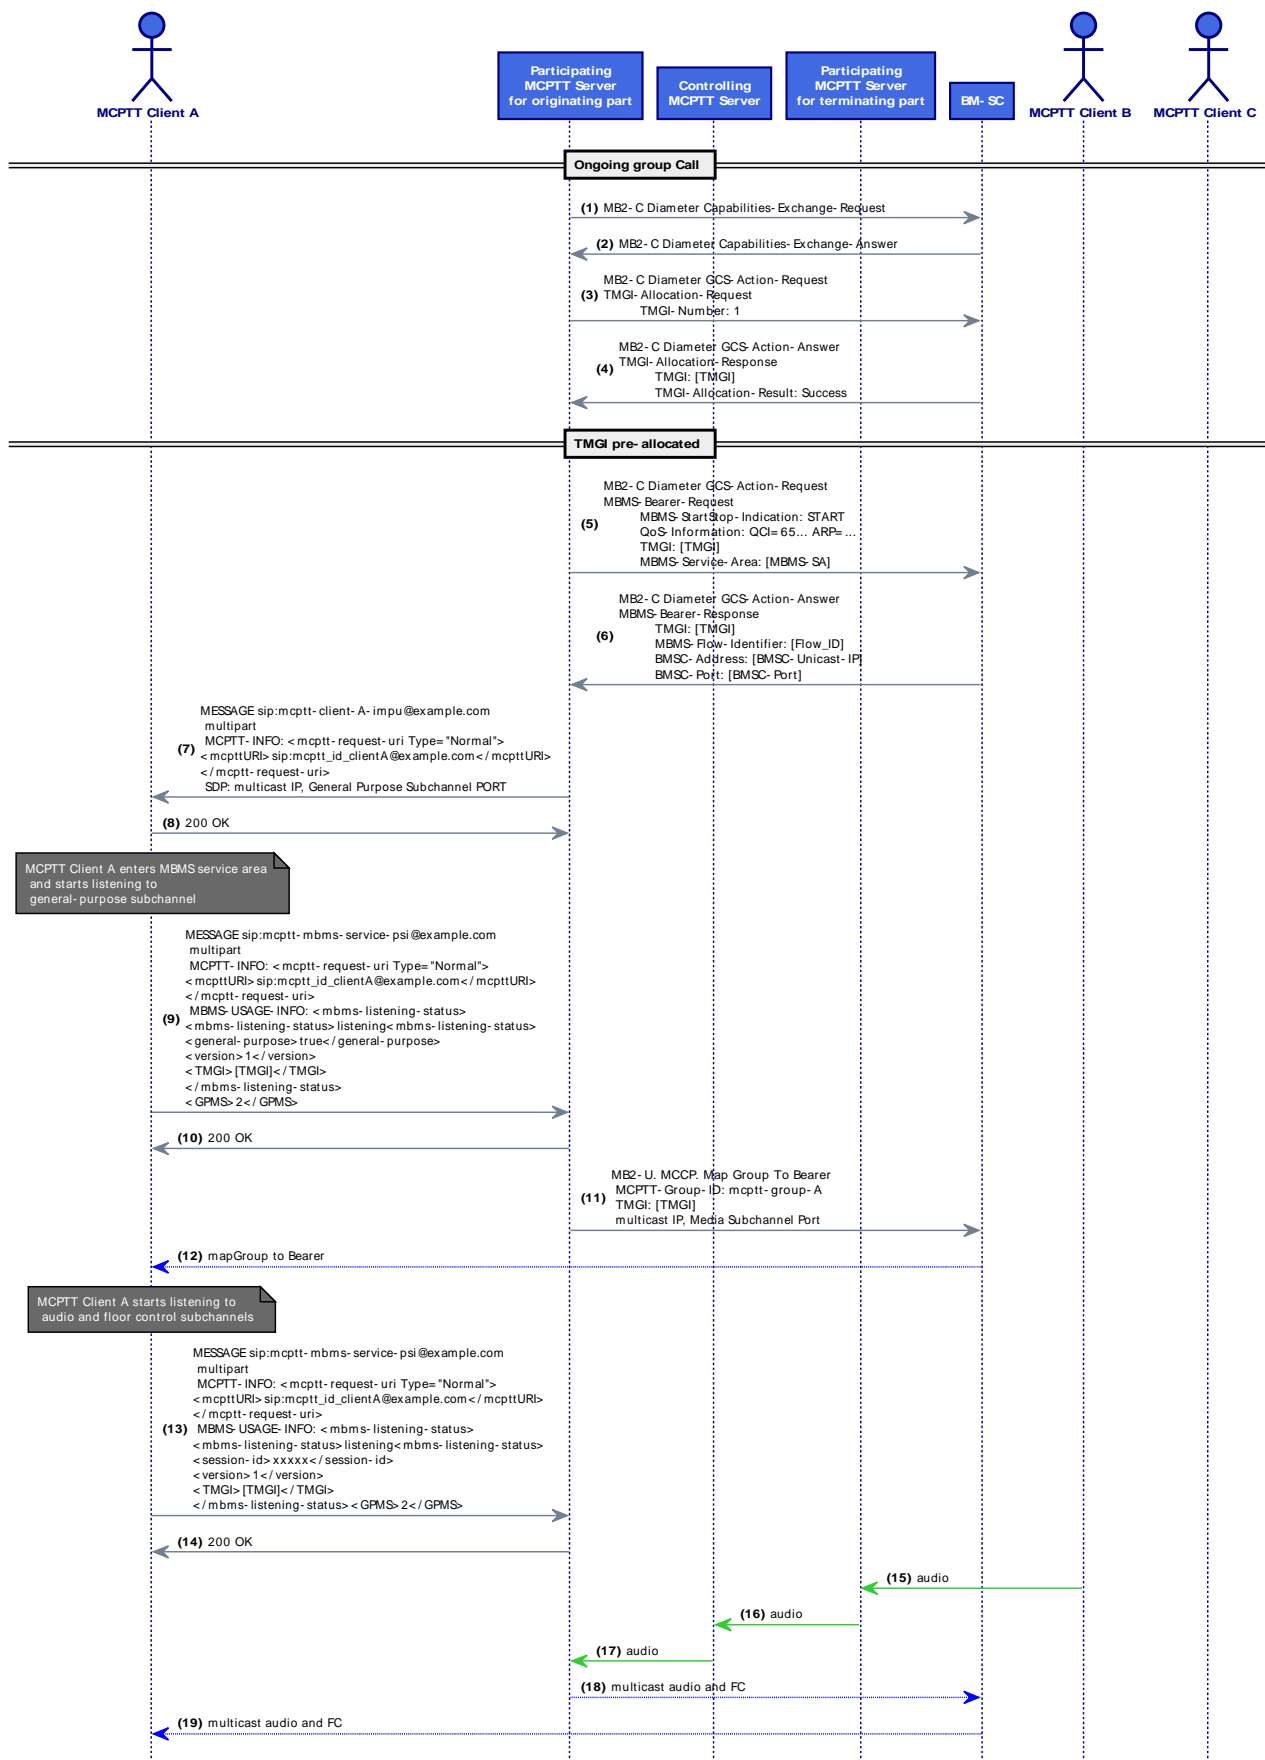 MCPTT Client A
Participating
MCPTT Server
for originating part
Controlling
MCPTT Server
Participating
MCPTT Server
for terminating part
BM-SC
MCPTT Client B
MCPTT Client C
Ongoing group Call
(1) MB2-C Diameter Capabilities-Exchange-Request
(2) MB2-C Diameter Capabilities-Exchange-Answer
MB2-C Diameter GCS-Action-Request
(3) TMGI-Allocation-Request
TMGI-Number: 1
MB2-C Diameter GCS-Action-Answer
TMGI-Allocation-Response
(4) TMGI: [TMGI]
TMGI-Allocation-Result: Success
TMGI pre-allocated
MB2-C Diameter GCS-Action-Request
MBMS-Bearer-Request
MBMS-StartStop-Indication: START
(5) QoS-Information: QCI=65... ARP=...
TMGI: [TMGI]
MBMS-Service-Area: [MBMS-SA]
MB2-C Diameter GCS-Action-Answer
MBMS-Bearer-Response
TMGI: [TMGI]
(6) MBMS-Flow-Identifier: [Flow_ID]
BMSC-Address: [BMSC-Unicast-IP]
BMSC-Port: [BMSC-Port]
MESSAGE sip:mcptt-client-A-impu@example.com
multipart
MCPTT-INFO: <mcptt-request-uri Type="Normal">
(7) <mcpttURI>sip:mcptt_id_clientA@example.com</mcpttURI>
</mcptt-request-uri>
SDP: multicast IP, General Purpose Subchannel PORT
(8) 200 OK
MCPTT Client A enters MBMS service area
and starts listening to
general-purpose subchannel
MESSAGE sip:mcptt-mbms-service-psi@example.com
multipart
MCPTT-INFO: <mcptt-request-uri Type="Normal">
<mcpttURI>sip:mcptt_id_clientA@example.com</mcpttURI>
</mcptt-request-uri>
(9) MBMS-USAGE-INFO: <mbms-listening-status>
<mbms-listening-status>listening<mbms-listening-status>
<general-purpose>true</general-purpose>
<version>1</version>
<TMGI>[TMGI]</TMGI>
</mbms-listening-status>
<GPMS>2</GPMS>
(10) 200 OK
MB2-U. MCCP. Map Group To Bearer
MCPTT-Group-ID: mcptt-group-A
(11) TMGI: [TMGI]
multicast IP, Media Subchannel Port
(12) mapGroup to Bearer
MCPTT Client A starts listening to
audio and floor control subchannels
MESSAGE sip:mcptt-mbms-service-psi@example.com
multipart
MCPTT-INFO: <mcptt-request-uri Type="Normal">
<mcpttURI>sip:mcptt_id_clientA@example.com</mcpttURI>
</mcptt-request-uri>
(13) MBMS-USAGE-INFO: <mbms-listening-status>
<mbms-listening-status>listening<mbms-listening-status>
<session-id>xxxxx</session-id>
<version>1</version>
<TMGI>[TMGI]</TMGI>
</mbms-listening-status> <GPMS>2</GPMS>
(14) 200 OK
(15) audio
(16) audio
(17) audio
(18) multicast audio and FC
(19) multicast audio and FC